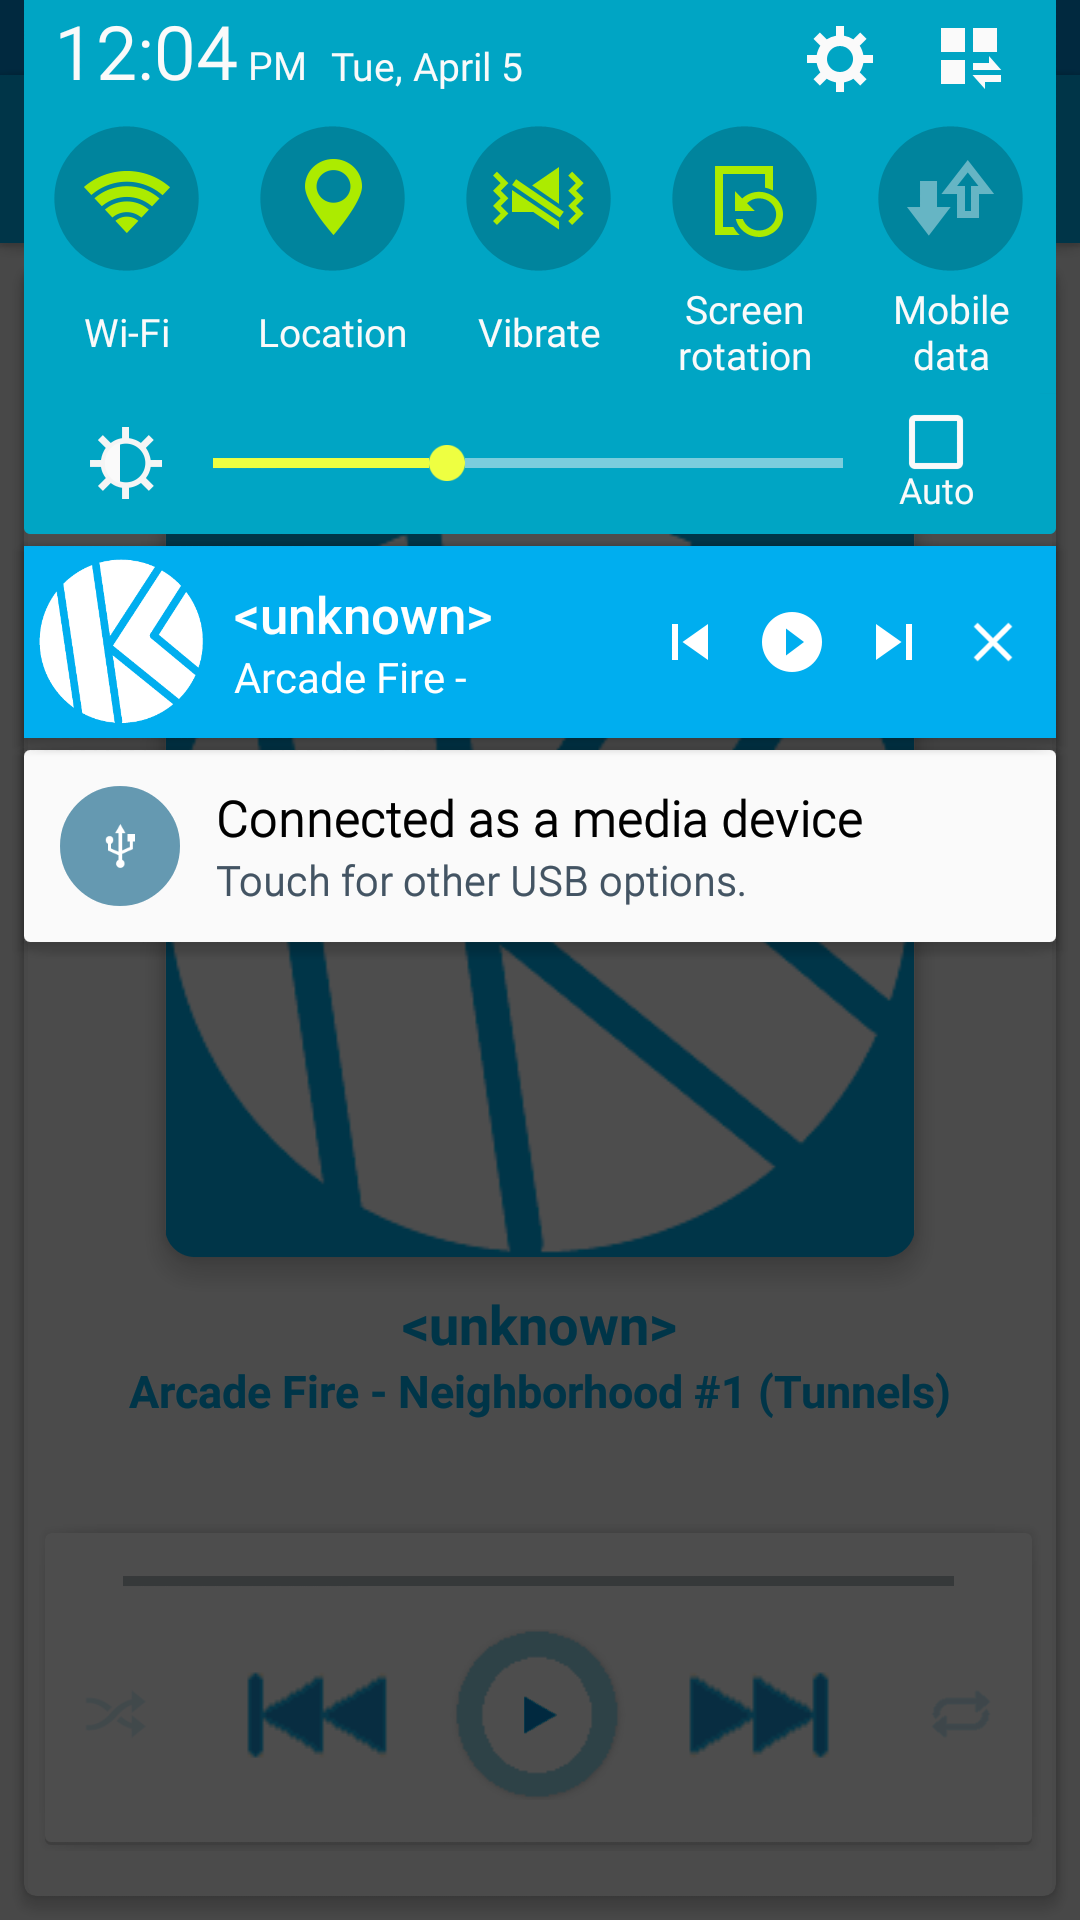 12:04 PM Tue, April 5
Wi-Fi
Location
Vibrate
Screen
rotation
Mobile
data
Auto
<unknown>
Arcade Fire -
Connected as a media device
Touch for other USB options.
<unknown>
Arcade Fire - Neighborhood #1 (Tunnels)